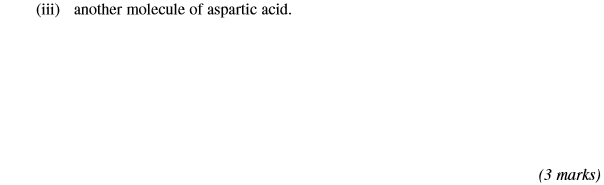 (iii) another molecule of aspartic acid.
(3 marks)